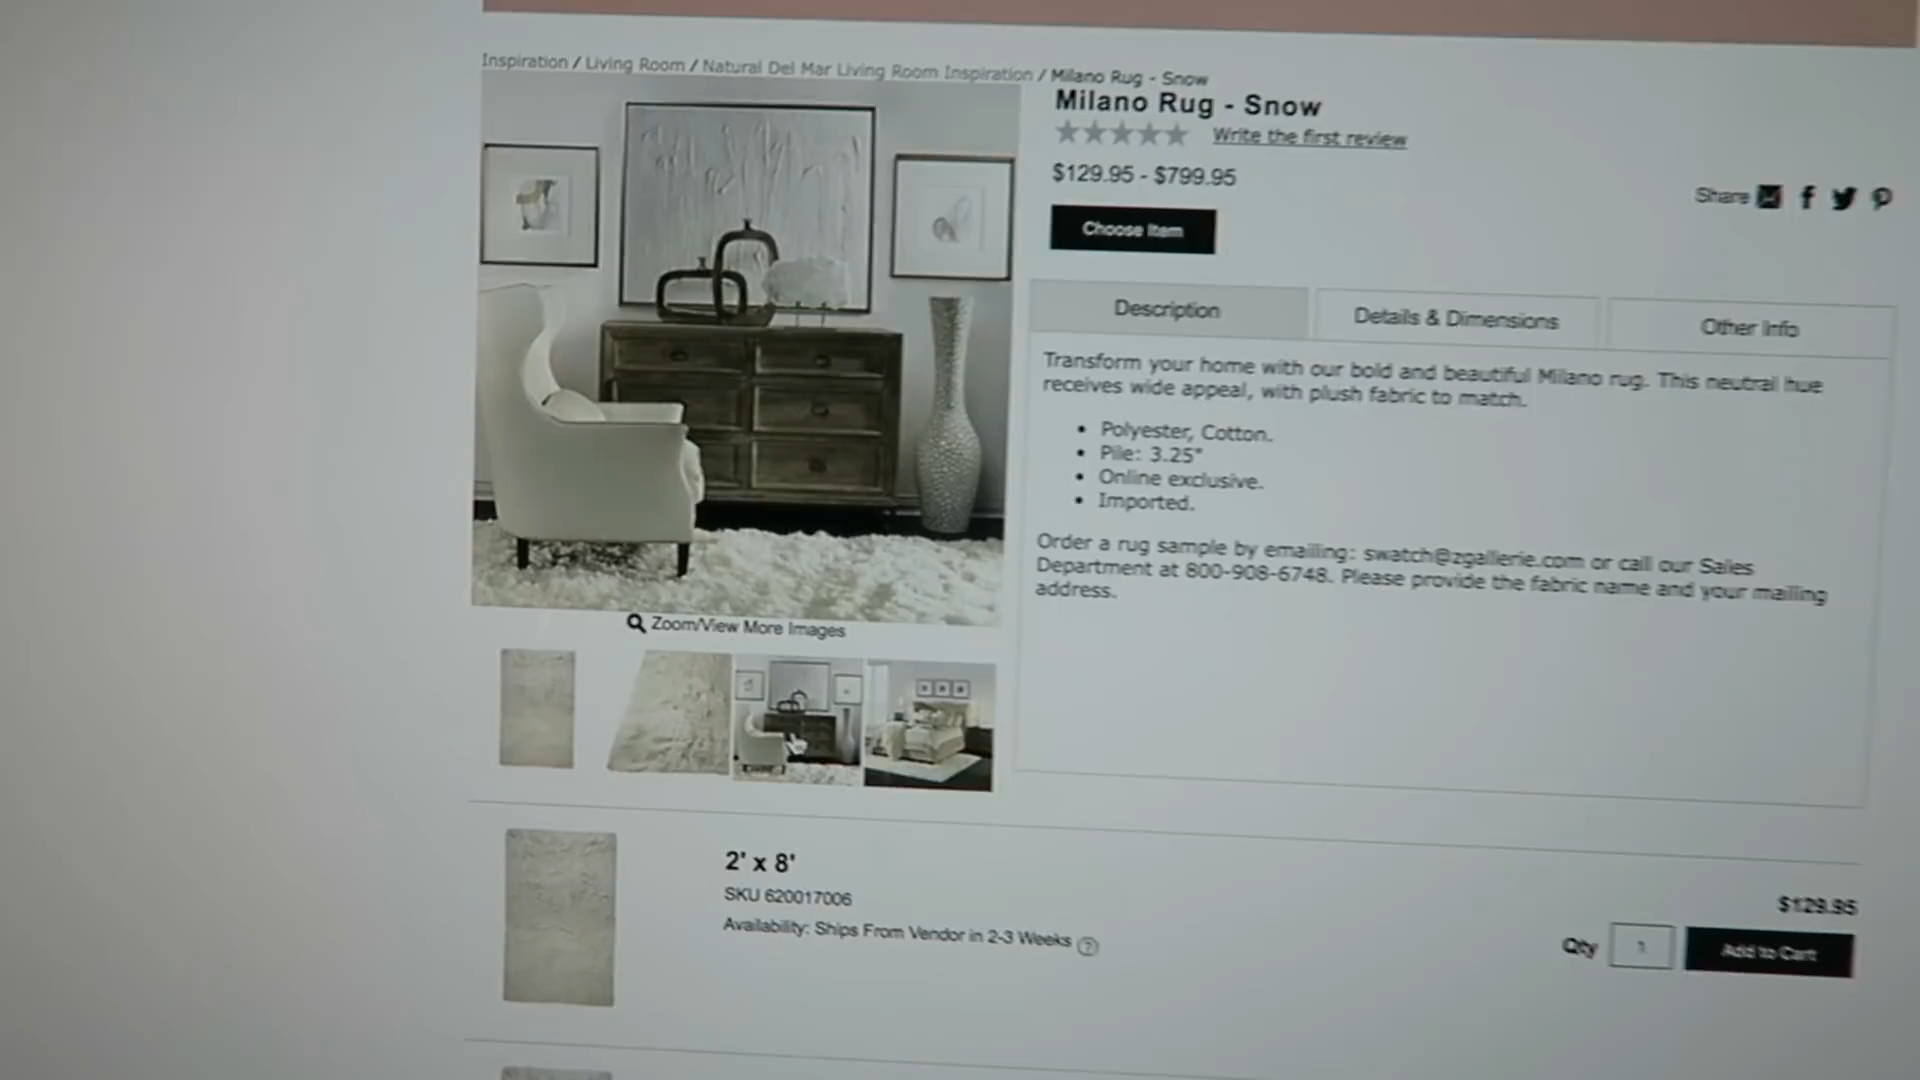 Inspiration / Living Room / Natural Del Mar Living Room Inspiration / Milano Rug - Snow
Milano Rug - Snow
Write the first review
$129.95 - $799.95
Share
Choose Item
Description
Details & Dimensions
Other Info
Transform your home with our bold and beautiful Milano rug. This neutral hue
receives wide appeal, with plush fabric to match.
• Polyester, Cotton.
• Pile: 3.25"
• Online exclusive.
• Imported.
Order a rug sample by emailing: swatch@zgallerie.com or call our Sales
Department at 800-908-6748. Please provide the fabric name and your mailing
address.
Zoom/View More Images
2' x 8'
SKU 620017006
Availability: Ships From Vendor in 2-3 Weeks ?
$129.95
Qty 1 Add to Cart